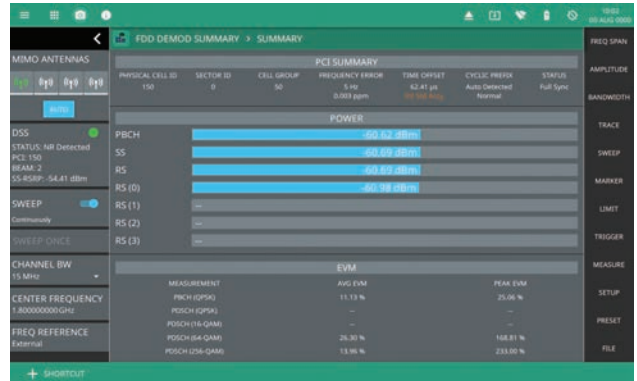 10:02
00 AUG 0000
FDD DEMOD SUMMARY > SUMMARY
MIMO ANTENNAS
AUTO
DSS
STATUS: NR Detected
PCI: 150
BEAM: 2
SS-RSRP: -54.41 dBm
SWEEP
Continuously
SWEEP ONCE
CHANNEL BW
15 MHz
CENTER FREQUENCY
1.800000000 GHz
FREQ REFERENCE
External
PCI SUMMARY
PHYSICAL CELL ID SECTOR ID CELL GROUP FREQUENCY ERROR TIME OFFSET CYCLIC PREFIX STATUS
150 0 50 5 Hz 62.41 µs Auto Detected Full Sync
0.003 ppm Normal
POWER
PBCH -60.62 dBm
SS -60.69 dBm
RS -60.69 dBm
RS (0) -60.98 dBm
RS (1) --
RS (2) --
RS (3) --
EVM
MEASUREMENT AVG EVM PEAK EVM
PBCH (QPSK) 11.13 % 25.06 %
PDSCH (QPSK) -- --
PDSCH (16-QAM) -- --
PDSCH (64-QAM) 26.30 % 168.81 %
PDSCH (256-QAM) 13.96 % 233.00 %
FREQ SPAN
AMPLITUDE
BANDWIDTH
TRACE
SWEEP
MARKER
LIMIT
TRIGGER
MEASURE
SETUP
PRESET
FILE
+ SHORTCUT